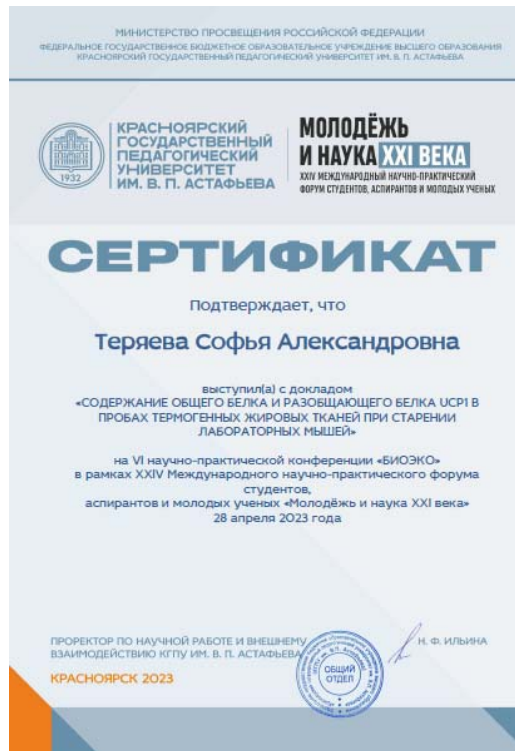 МИНИСТЕРСТВО ПРОСВЕЩЕНИЯ РОССИЙСКОЙ ФЕДЕРАЦИИ
ФЕДЕРАЛЬНОЕ ГОСУДАРСТВЕННОЕ БЮДЖЕТНОЕ ОБРАЗОВАТЕЛЬНОЕ УЧРЕЖДЕНИЕ ВЫСШЕГО ОБРАЗОВАНИЯ
КРАСНОЯРСКИЙ ГОСУДАРСТВЕННЫЙ ПЕДАГОГИЧЕСКИЙ УНИВЕРСИТЕТ ИМ. В. П. АСТАФЬЕВА
1932
КРАСНОЯРСКИЙ
ГОСУДАРСТВЕННЫЙ
ПЕДАГОГИЧЕСКИЙ
УНИВЕРСИТЕТ
ИМ. В. П. АСТАФЬЕВА
МОЛОДЁЖЬ
И НАУКА XXI ВЕКА
XXIV МЕЖДУНАРОДНЫЙ НАУЧНО-ПРАКТИЧЕСКИЙ
ФОРУМ СТУДЕНТОВ, АСПИРАНТОВ И МОЛОДЫХ УЧЕНЫХ
СЕРТИФИКАТ
Подтверждает, что
Теряева Софья Александровна
выступил(а) с докладом
«СОДЕРЖАНИЕ ОБЩЕГО БЕЛКА И РАЗОБЩАЮЩЕГО БЕЛКА UCP1 В
ПРОБАХ ТЕРМОГЕННЫХ ЖИРОВЫХ ТКАНЕЙ ПРИ СТАРЕНИИ
ЛАБОРАТОРНЫХ МЫШЕЙ»
на VI научно-практической конференции «БИОЭКО»
в рамках XXIV Международного научно-практического форума
студентов,
аспирантов и молодых ученых «Молодёжь и наука XXI века»
28 апреля 2023 года
ПРОРЕКТОР ПО НАУЧНОЙ РАБОТЕ И ВНЕШНЕМУ
ВЗАИМОДЕЙСТВИЮ КГПУ ИМ. В. П. АСТАФЬЕВА
Н. Ф. ИЛЬИНА
ОБЩИЙ
ОТДЕЛ
КРАСНОЯРСК 2023